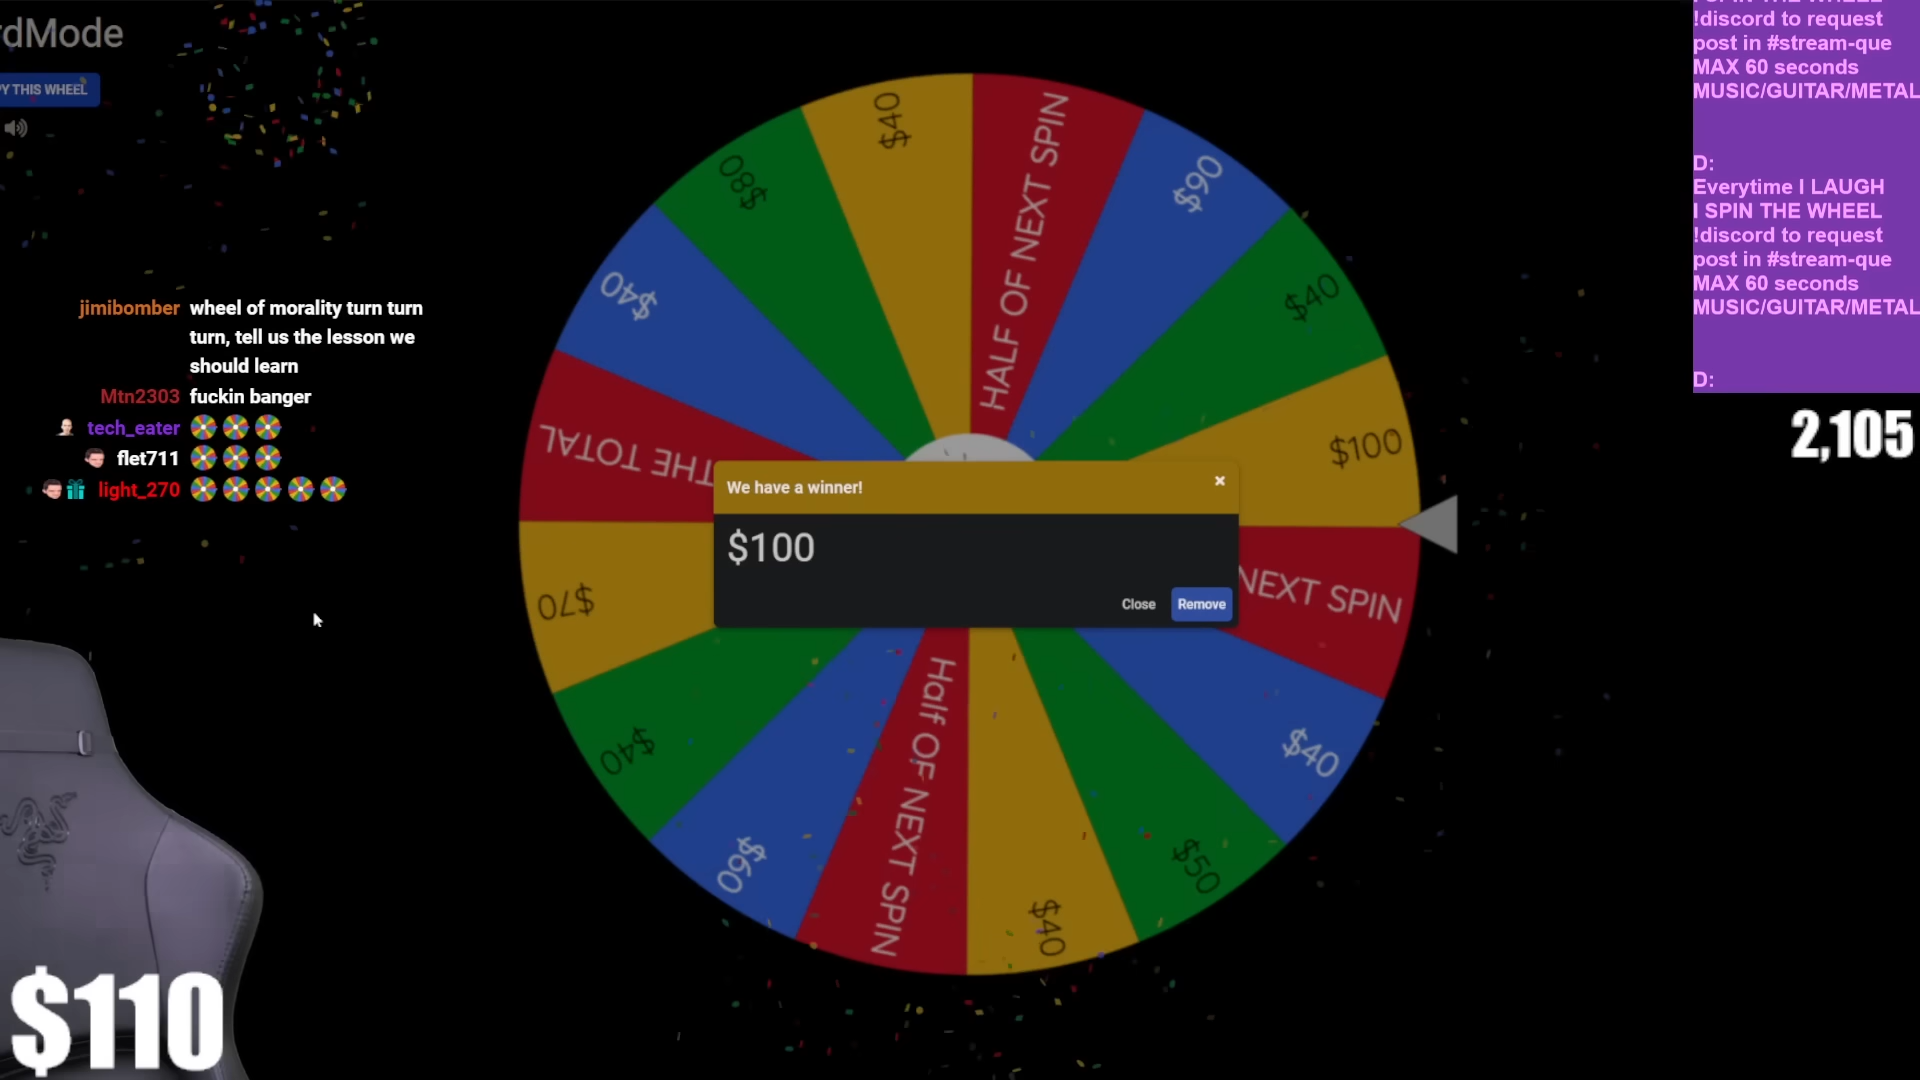 rdMode
PY THIS WHEEL
jimibomber wheel of morality turn turn
turn, tell us the lesson we
should learn
Mtn2303 fuckin banger
tech_eater
flet711
light_270
$110
$40
HALF OF NEXT SPIN
$90
$40
$100
NEXT SPIN
$40
$50
$40
Half OF NEXT SPIN
$60
$40
$70
THE TOTAL
$40
$80
We have a winner!
×
$100
Close
Remove
!discord to request
post in #stream-que
MAX 60 seconds
MUSIC/GUITAR/METAL
D:
Everytime I LAUGH
I SPIN THE WHEEL
!discord to request
post in #stream-que
MAX 60 seconds
MUSIC/GUITAR/METAL
D:
2,105